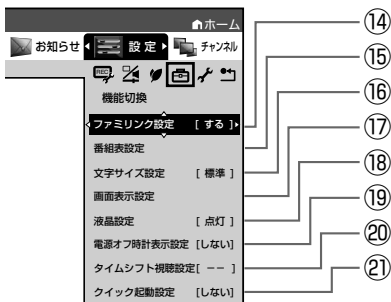 ホーム
お知らせ 設定 チャンネル
REC
機能切換
ファミリンク設定 [する] ⑭
番組表設定 ⑮
文字サイズ設定 [標準] ⑯
画面表示設定 ⑰
液晶設定 [点灯] ⑱
電源オフ時計表示設定 [しない] ⑲
タイムシフト視聴設定 [－－] ⑳
クイック起動設定 [しない] ㉑